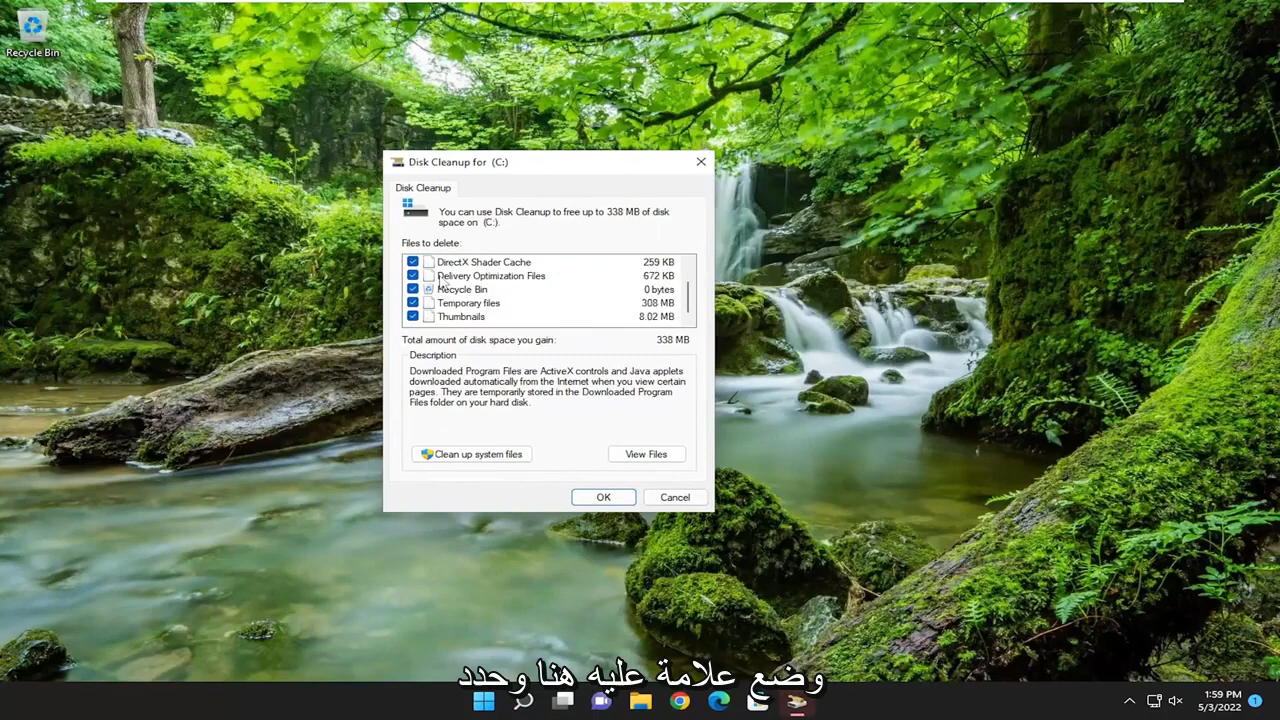 Recycle Bin
Disk Cleanup for (C:)
Disk Cleanup
You can use Disk Cleanup to free up to 338 MB of disk
space on (C:).
Files to delete:
DirectX Shader Cache 259 KB
Delivery Optimization Files 672 KB
Recycle Bin 0 bytes
Temporary files 308 MB
Thumbnails 8.02 MB
Total amount of disk space you gain: 338 MB
Description
Downloaded Program Files are ActiveX controls and Java applets
downloaded automatically from the Internet when you view certain
pages. They are temporarily stored in the Downloaded Program
Files folder on your hard disk.
Clean up system files View Files
OK Cancel
وضع علامة عليه هنا وحدد
1:59 PM
5/3/2022
1